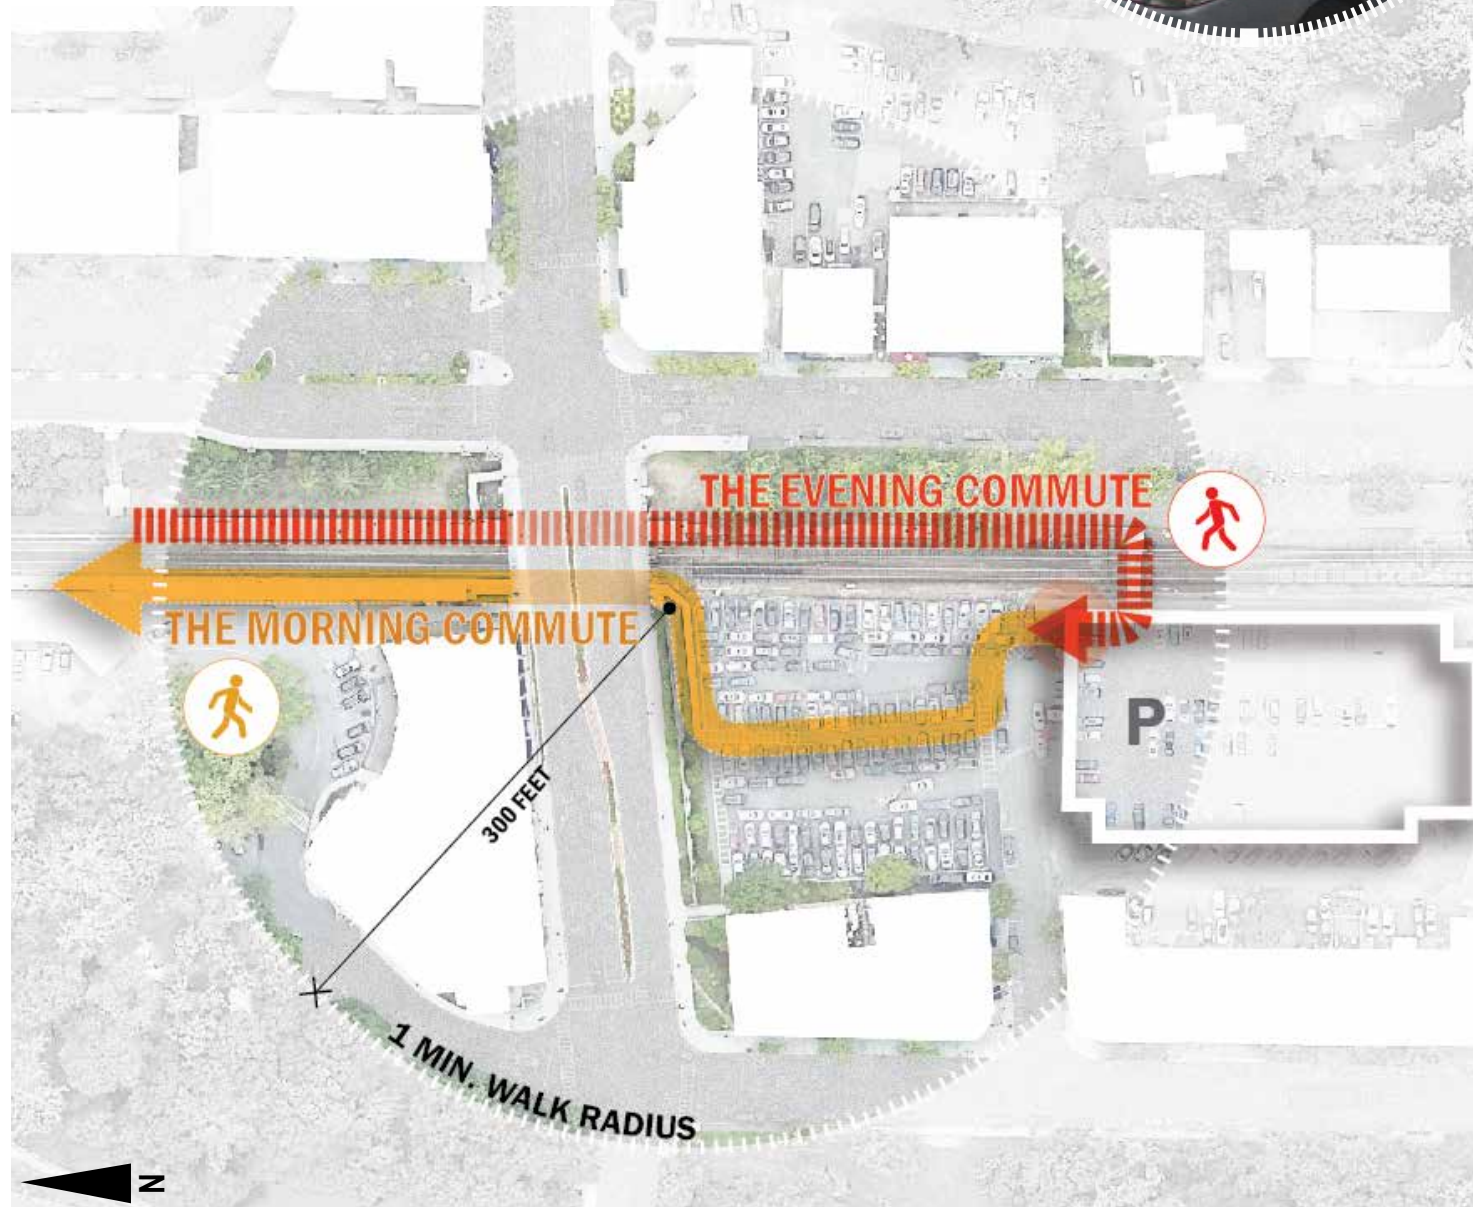 THE EVENING COMMUTE
THE MORNING COMMUTE
P
300 FEET
1 MIN. WALK RADIUS
N